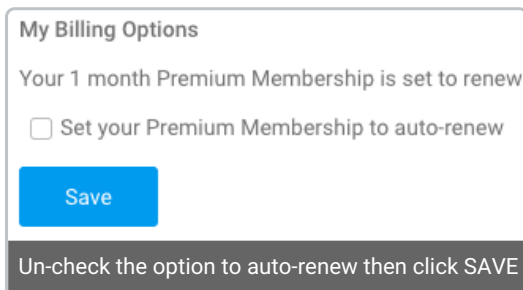 My Billing Options
Your 1 month Premium Membership is set to renew
Set your Premium Membership to auto-renew
Save
Un-check the option to auto-renew then click SAVE